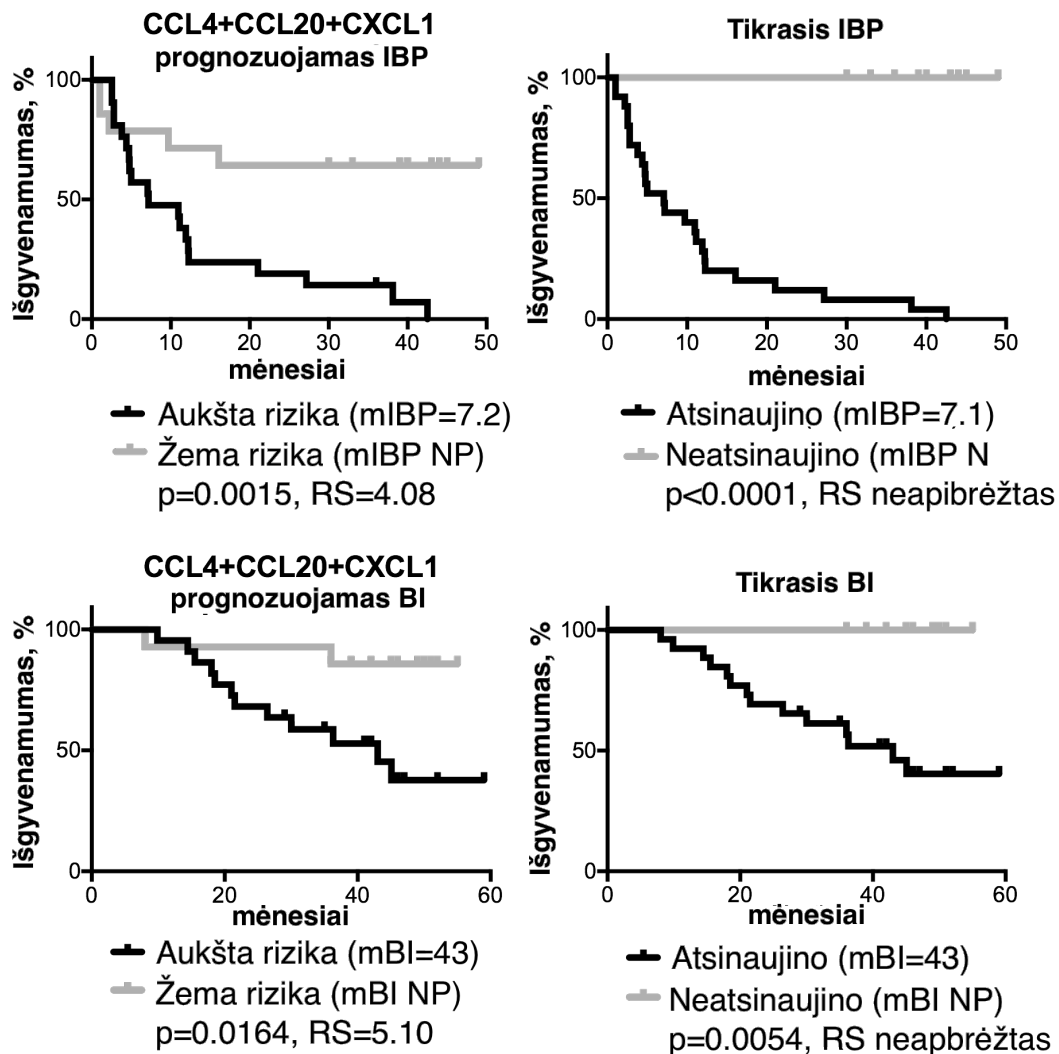 CCL4+CCL20+CXCL1
prognozuojamas IBP
Išgyvenamumas, %
100
50
0
0 10 20 30 40 50
mėnesiai
Aukšta rizika (mIBP=7.2)
Žema rizika (mIBP NP)
p=0.0015, RS=4.08
Tikrasis IBP
Išgyvenamumas, %
100
50
0
0 10 20 30 40 50
mėnesiai
Atsinaujino (mIBP=7.1)
Neatsinaujino (mIBP N
p<0.0001, RS neapibrėžtas
CCL4+CCL20+CXCL1
prognozuojamas BI
Išgyvenamumas, %
100
50
0
0 20 40 60
mėnesiai
Aukšta rizika (mBI=43)
Žema rizika (mBI NP)
p=0.0164, RS=5.10
Tikrasis BI
Išgyvenamumas, %
100
50
0
0 20 40 60
mėnesiai
Atsinaujino (mBI=43)
Neatsinaujino (mBI NP)
p=0.0054, RS neapbrėžtas